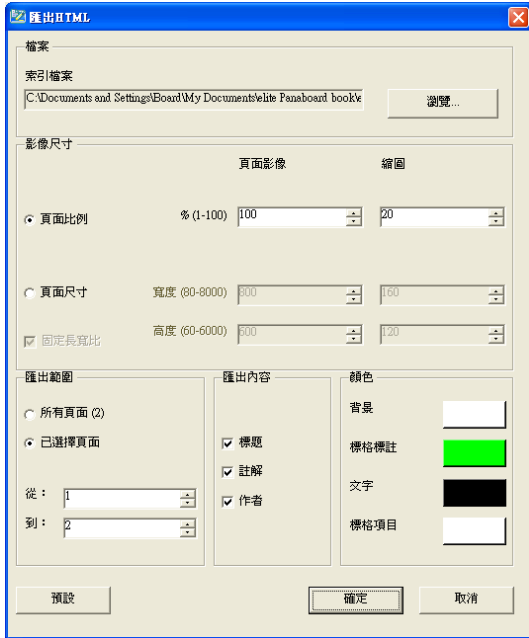 匯出HTML
檔案
索引檔案
C:\Documents and Settings\Board\My Documents\elite Panaboard book\e
瀏覽...
影像尺寸
頁面影像 縮圖
頁面比例 % (1-100) 100 20
頁面尺寸 寬度 (80-8000) 800 160
固定長寬比 高度 (60-6000) 600 120
匯出範圍
所有頁面 (2)
已選擇頁面
從： 1
到： 2
匯出內容
標題
註解
作者
顏色
背景
標格標註
文字
標格項目
預設 確定 取消